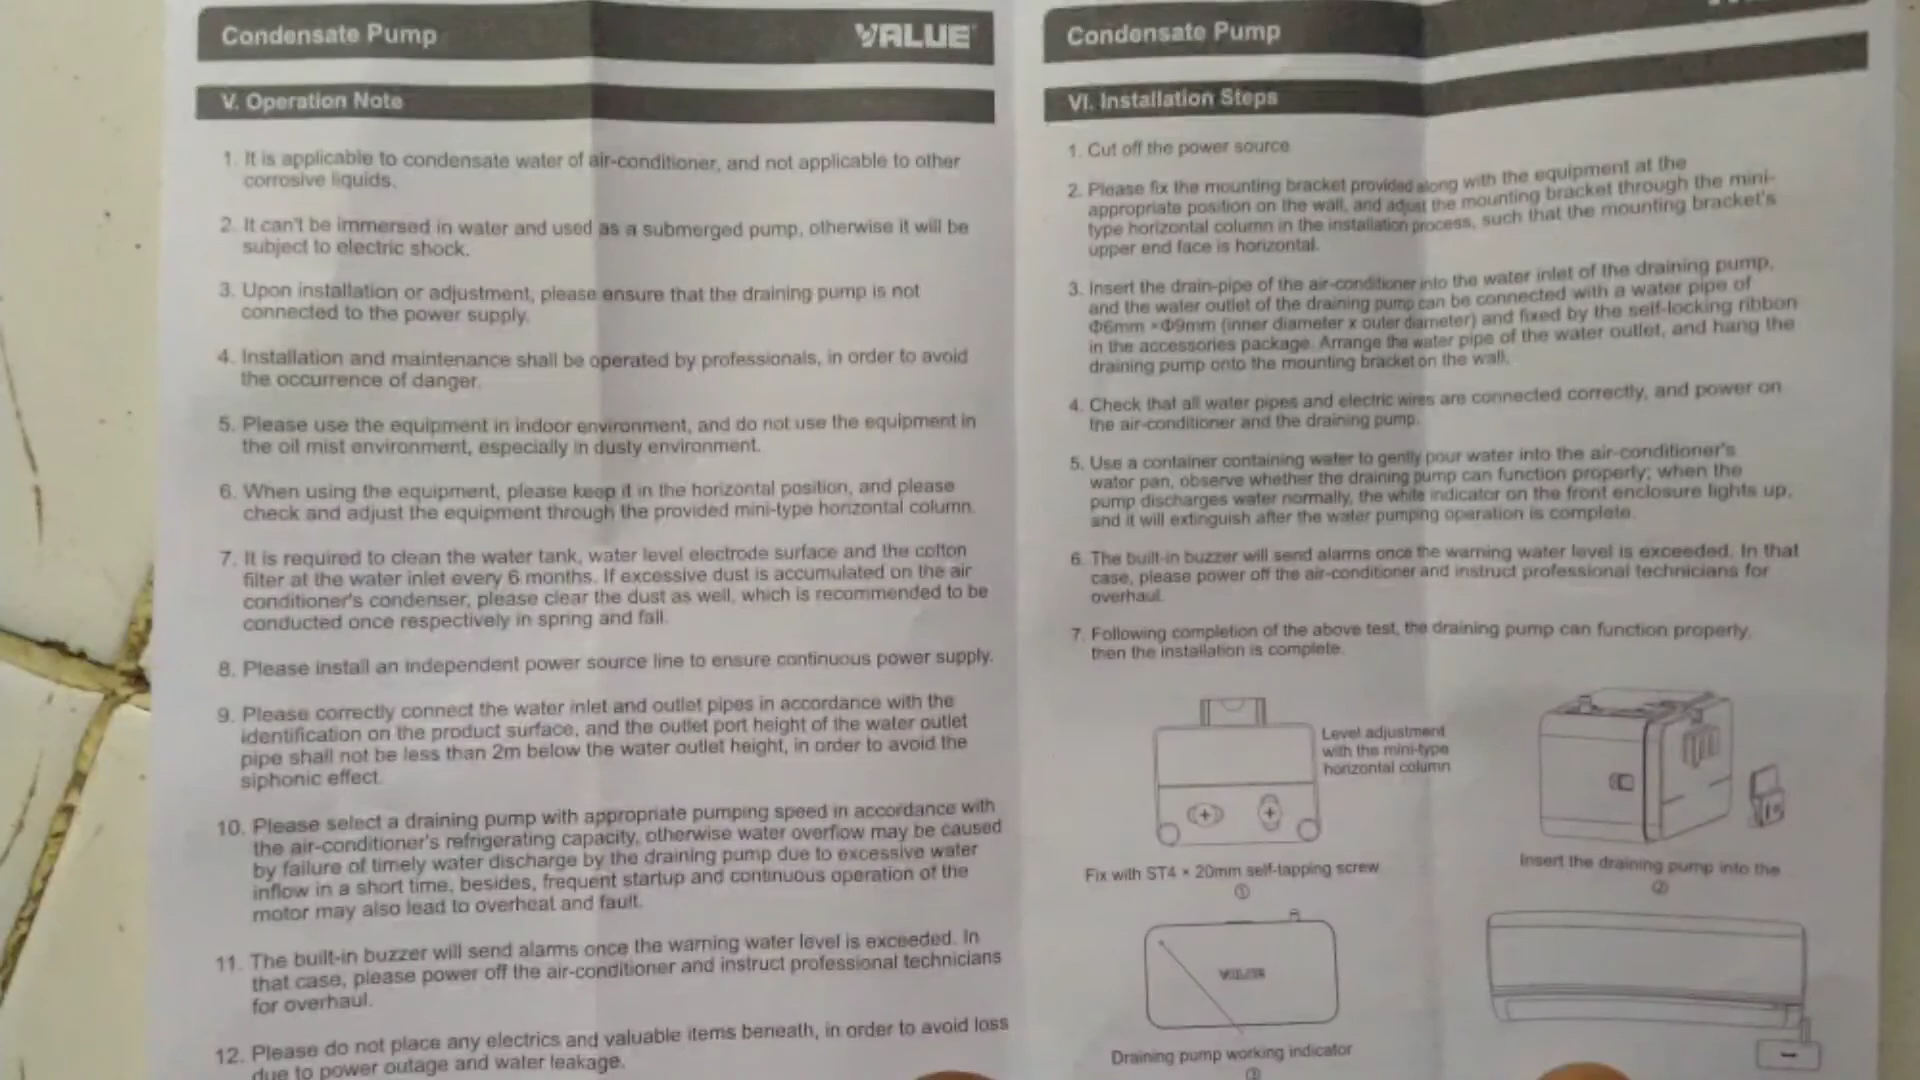 Condensate Pump VALUE
V. Operation Note
1. It is applicable to condensate water of air-conditioner, and not applicable to other
corrosive liquids.
2. It can't be immersed in water and used as a submerged pump, otherwise it will be
subject to electric shock.
3. Upon installation or adjustment, please ensure that the draining pump is not
connected to the power supply.
4. Installation and maintenance shall be operated by professionals, in order to avoid
the occurrence of danger.
5. Please use the equipment in indoor environment, and do not use the equipment in
the oil mist environment, especially in dusty environment.
6. When using the equipment, please keep it in the horizontal position, and please
check and adjust the equipment through the provided mini-type horizontal column.
7. It is required to clean the water tank, water level electrode surface and the cotton
filter at the water inlet every 6 months. If excessive dust is accumulated on the air
conditioner's condenser, please clear the dust as well, which is recommended to be
conducted once respectively in spring and fall.
8. Please install an independent power source line to ensure continuous power supply.
9. Please correctly connect the water inlet and outlet pipes in accordance with the
identification on the product surface, and the outlet port height of the water outlet
pipe shall not be less than 2m below the water outlet height, in order to avoid the
siphonic effect.
10. Please select a draining pump with appropriate pumping speed in accordance with
the air-conditioner's refrigerating capacity, otherwise water overflow may be caused
by failure of timely water discharge by the draining pump due to excessive water
inflow in a short time, besides, frequent startup and continuous operation of the
motor may also lead to overheat and fault.
11. The built-in buzzer will send alarms once the warning water level is exceeded. In
that case, please power off the air-conditioner and instruct professional technicians
for overhaul.
12. Please do not place any electrics and valuable items beneath, in order to avoid loss
due to power outage and water leakage.
Condensate Pump
VI. Installation Steps
1. Cut off the power source
2. Please fix the mounting bracket provided along with the equipment at the
appropriate position on the wall, and adjust the mounting bracket through the mini-
type horizontal column in the installation process, such that the mounting bracket's
upper end face is horizontal.
3. Insert the drain-pipe of the air-conditioner into the water inlet of the draining pump,
and the water outlet of the draining pump can be connected with a water pipe of
Φ6mm ×Φ9mm (inner diameter x outer diameter) and fixed by the self-locking ribbon
in the accessories package. Arrange the water pipe of the water outlet, and hang the
draining pump onto the mounting bracket on the wall.
4. Check that all water pipes and electric wires are connected correctly, and power on
the air-conditioner and the draining pump.
5. Use a container containing water to gently pour water into the air-conditioner's
water pan, observe whether the draining pump can function properly; when the
pump discharges water normally, the while indicator on the front enclosure lights up,
and it will extinguish after the water pumping operation is complete.
6. The built-in buzzer will send alarms once the warning water level is exceeded. In that
case, please power off the air-conditioner and instruct professional technicians for
overhaul.
7. Following completion of the above test, the draining pump can function properly,
then the installation is complete.
Level adjustment
with the mini-type
horizontal column
Fix with ST4 × 20mm self-tapping screw
①
Insert the draining pump into the
②
VALUE
Draining pump working indicator
③